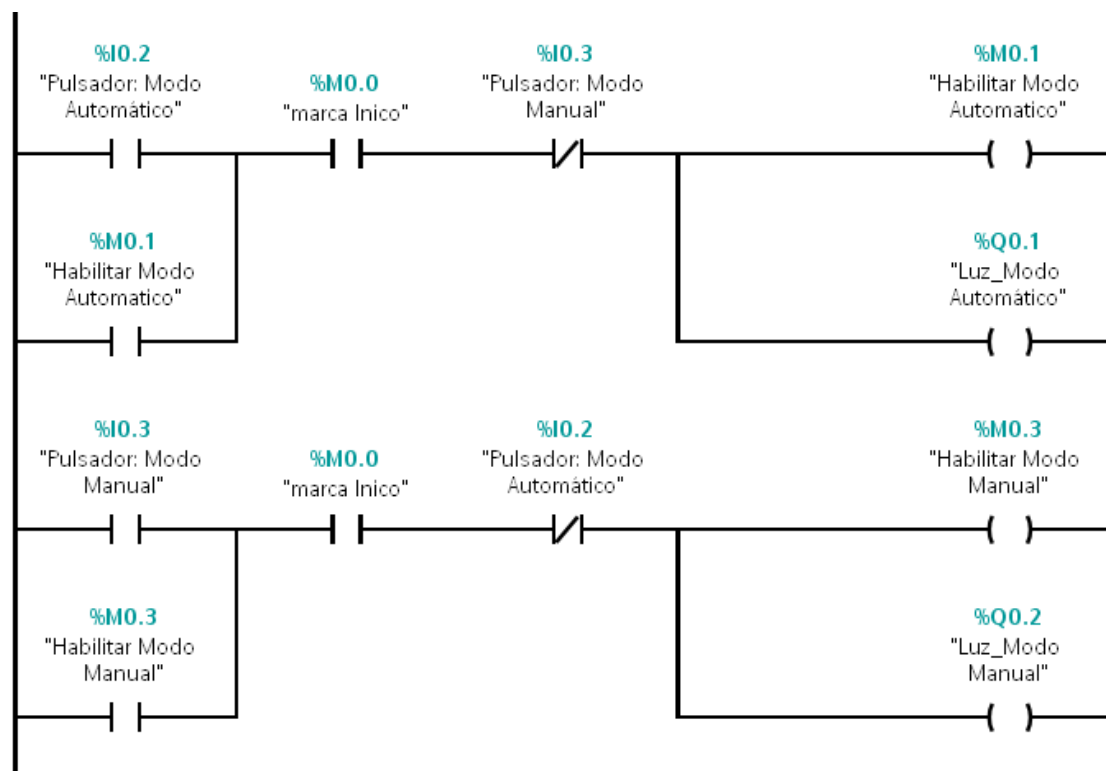 %I0.2
"Pulsador: Modo
Automático"
%M0.0
"marca Inico"
%I0.3
"Pulsador: Modo
Manual"
%M0.1
"Habilitar Modo
Automatico"
%M0.1
"Habilitar Modo
Automatico"
%Q0.1
"Luz_Modo
Automático"
%I0.3
"Pulsador: Modo
Manual"
%M0.0
"marca Inico"
%I0.2
"Pulsador: Modo
Automático"
%M0.3
"Habilitar Modo
Manual"
%M0.3
"Habilitar Modo
Manual"
%Q0.2
"Luz_Modo
Manual"